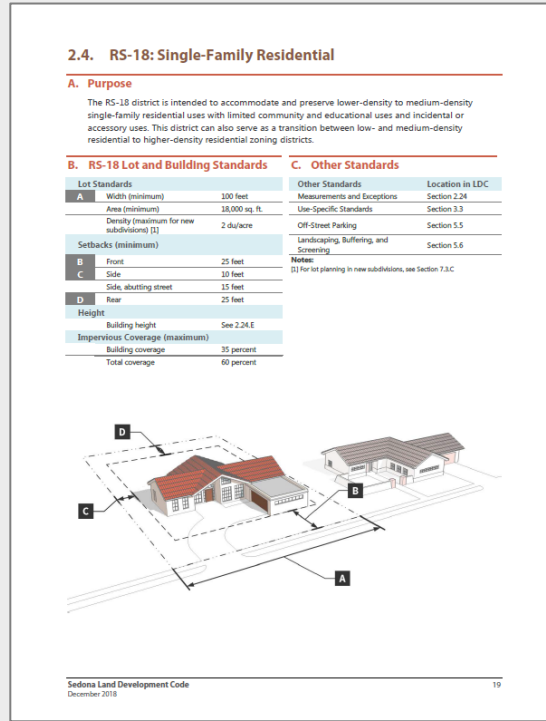 2.4. RS-18: Single-Family Residential
A. Purpose
The RS-18 district is intended to accommodate and preserve lower-density to medium-density
single-family residential uses with limited community and educational uses and incidental or
accessory uses. This district can also serve as a transition between low- and medium-density
residential to higher-density residential zoning districts.
B. RS-18 Lot and Building Standards
Lot Standards
A Width (minimum) 100 feet
Area (minimum) 18,000 sq. ft.
Density (maximum for new
subdivisions) [1] 2 du/acre
Setbacks (minimum)
B Front 25 feet
C Side 10 feet
Side, abutting street 15 feet
D Rear 25 feet
Height
Building height See 2.24.E
Impervious Coverage (maximum)
Building coverage 35 percent
Total coverage 60 percent
C. Other Standards
Other Standards Location in LDC
Measurements and Exceptions Section 2.24
Use-Specific Standards Section 3.3
Off-Street Parking Section 5.5
Landscaping, Buffering, and
Screening Section 5.6
Notes:
[1] For lot planning in new subdivisions, see Section 7.3.C
D
C
B
A
Sedona Land Development Code 19
December 2018